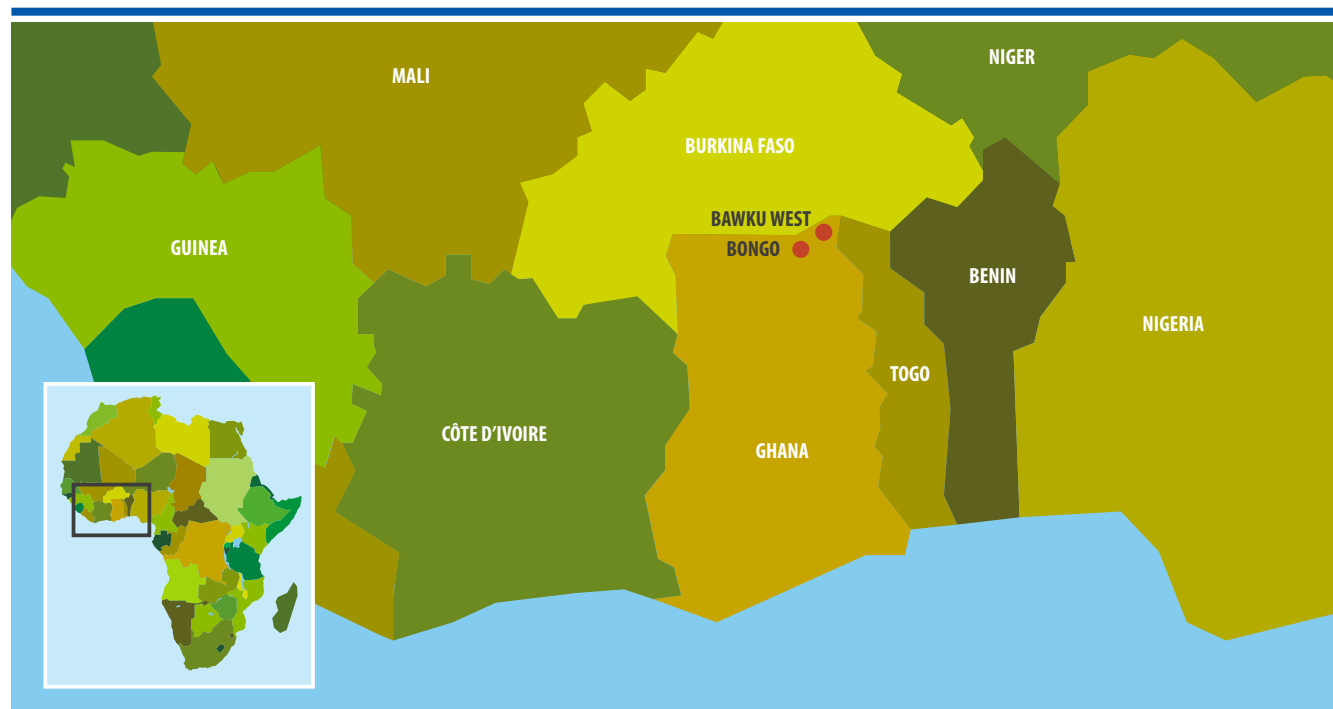 NIGER
MALI
BURKINA FASO
BAWKU WEST
BONGO
GUINEA
BENIN
NIGERIA
TOGO
CÔTE D’IVOIRE
GHANA